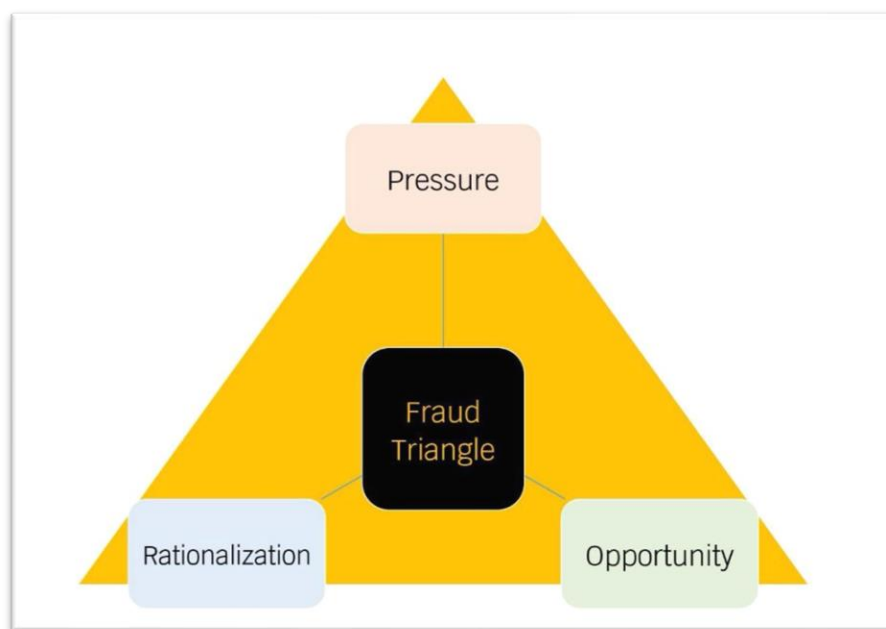 Pressure
Fraud
Triangle
Rationalization
Opportunity